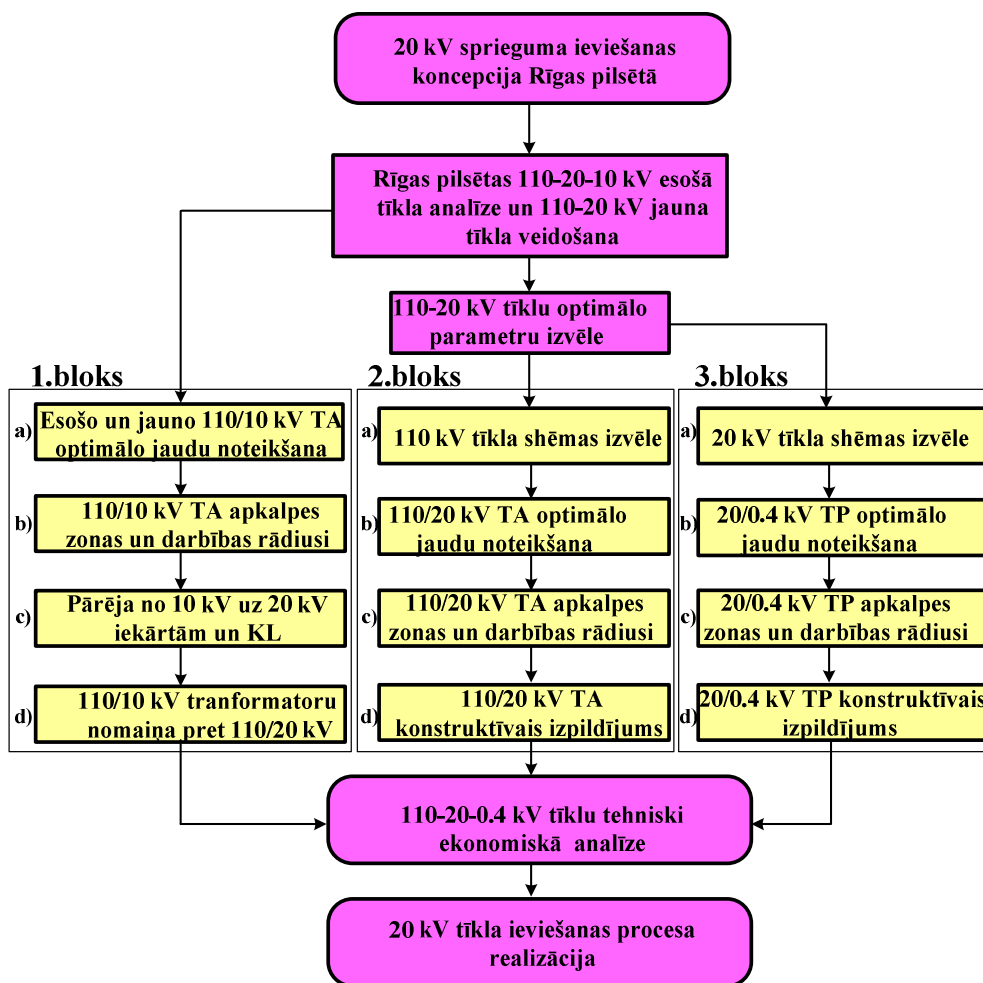 20 kV sprieguma ieviešanas
koncepcija Rīgas pilsētā
Rīgas pilsētas 110-20-10 kV esošā
tīkla analīze un 110-20 kV jauna
tīkla veidošana
110-20 kV tīklu optimālo
parametru izvēle
1.bloks
a)
Esošo un jauno 110/10 kV TA
optimālo jaudu noteikšana
b)
110/10 kV TA apkalpes
zonas un darbības rādiusi
c)
Pārēja no 10 kV uz 20 kV
iekārtām un KL
d)
110/10 kV tranformatoru
nomaiņa pret 110/20 kV
2.bloks
a)
110 kV tīkla shēmas izvēle
b)
110/20 kV TA optimālo
jaudu noteikšana
c)
110/20 kV TA apkalpes
zonas un darbības rādiusi
d)
110/20 kV TA
konstruktīvais izpildījums
3.bloks
a)
20 kV tīkla shēmas izvēle
b)
20/0.4 kV TP optimālo
jaudu noteikšana
c)
20/0.4 kV TP apkalpes
zonas un darbības rādiusi
d)
20/0.4 kV TP konstruktīvais
izpildījums
110-20-0.4 kV tīklu tehniski
ekonomiskā analīze
20 kV tīkla ieviešanas procesa
realizācija